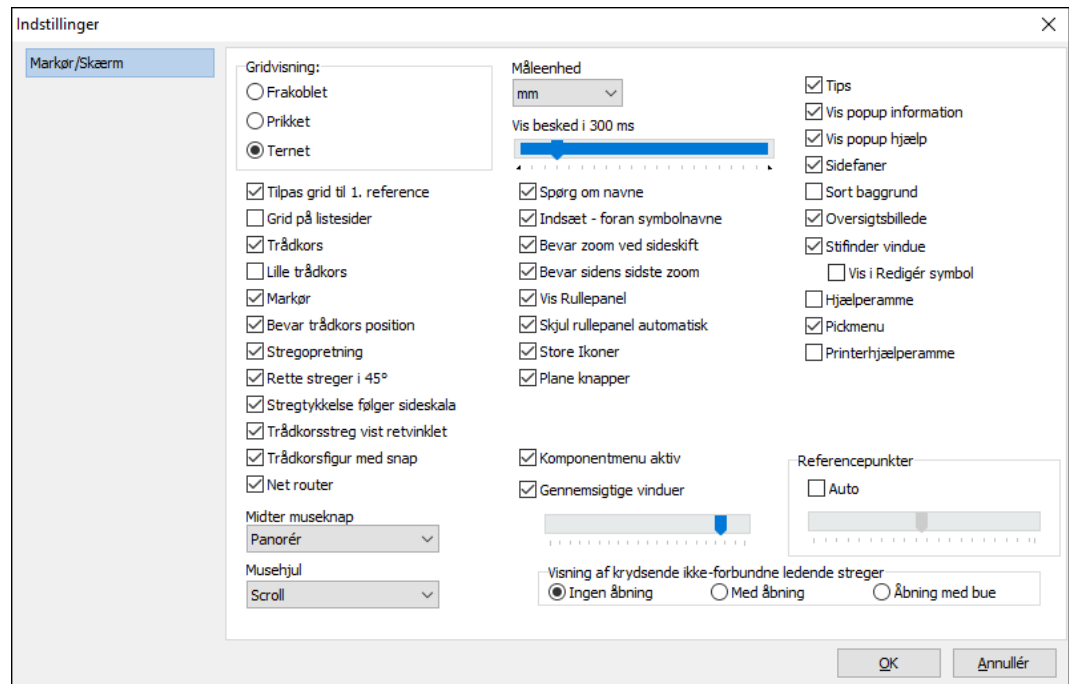 Indstillinger
Markør/Skærm
Gridvisning:
Frakoblet
Prikket
Ternet
Tilpas grid til 1. reference
Grid på listesider
Trådkors
Lille trådkors
Markør
Bevar trådkors position
Stregopretning
Rette streger i 45°
Stregtykkelse følger sideskala
Trådkorsstreg vist retvinklet
Trådkorsfigur med snap
Net router
Midter museknap
Panorér
Musehjul
Scroll
Måleenhed
mm
Vis besked i 300 ms
Spørg om navne
Indsæt - foran symbolnavne
Bevar zoom ved sideskift
Bevar sidens sidste zoom
Vis Rullepanel
Skjul rullepanel automatisk
Store Ikoner
Plane knapper
Komponentmenu aktiv
Gennemsigtige vinduer
Tips
Vis popup information
Vis popup hjælp
Sidefaner
Sort baggrund
Oversigtsbillede
Stifinder vindue
Vis i Redigér symbol
Hjælperamme
Pickmenu
Printerhjælperamme
Referencepunkter
Auto
Visning af krydsende ikke-forbundne ledende streger
Ingen åbning
Med åbning
Åbning med bue
OK
Annullér